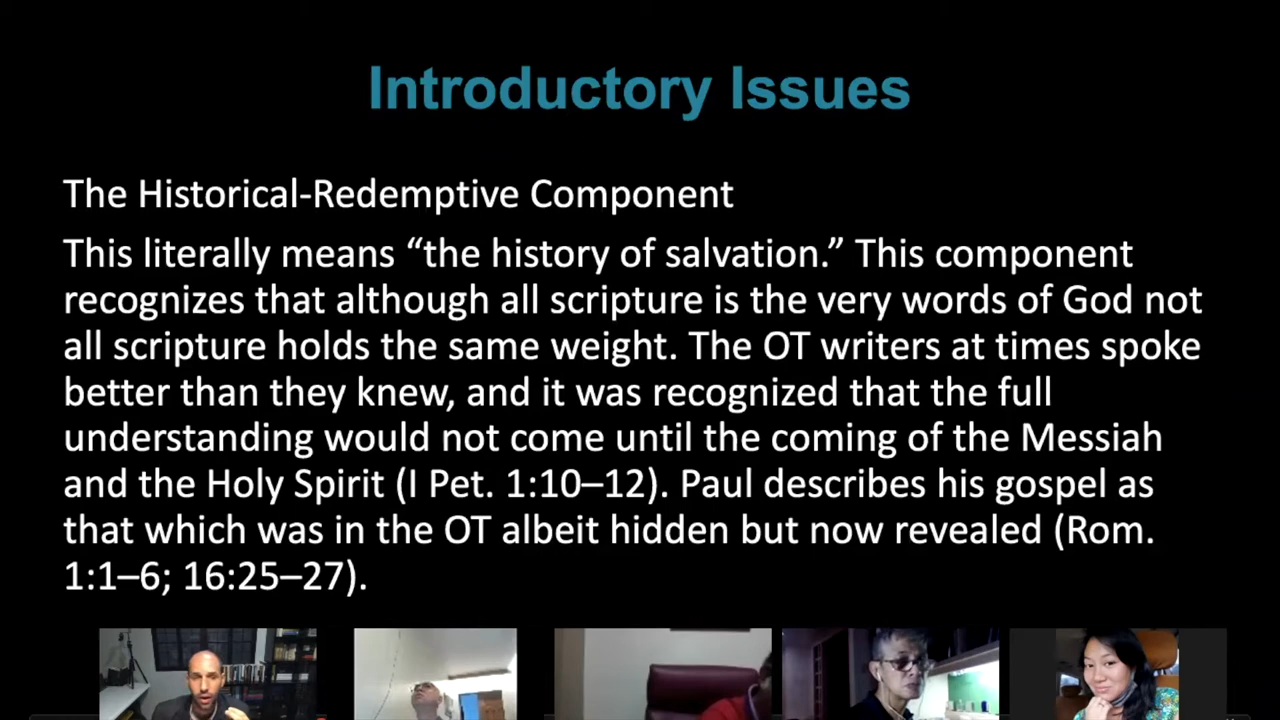 Introductory Issues
The Historical-Redemptive Component
This literally means “the history of salvation.” This component
recognizes that although all scripture is the very words of God not
all scripture holds the same weight. The OT writers at times spoke
better than they knew, and it was recognized that the full
understanding would not come until the coming of the Messiah
and the Holy Spirit (I Pet. 1:10–12). Paul describes his gospel as
that which was in the OT albeit hidden but now revealed (Rom.
1:1–6; 16:25–27).